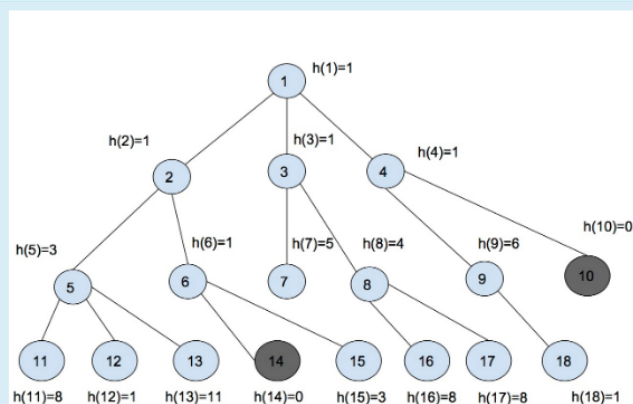 h(1)=1
1
h(2)=1
h(3)=1
h(4)=1
2
3
4
h(10)=0
h(5)=3
h(6)=1
h(7)=5
h(8)=4
h(9)=6
5
6
7
8
9
10
11
12
13
14
15
16
17
18
h(11)=8 h(12)=1 h(13)=11 h(14)=0 h(15)=3 h(16)=8 h(17)=8 h(18)=1